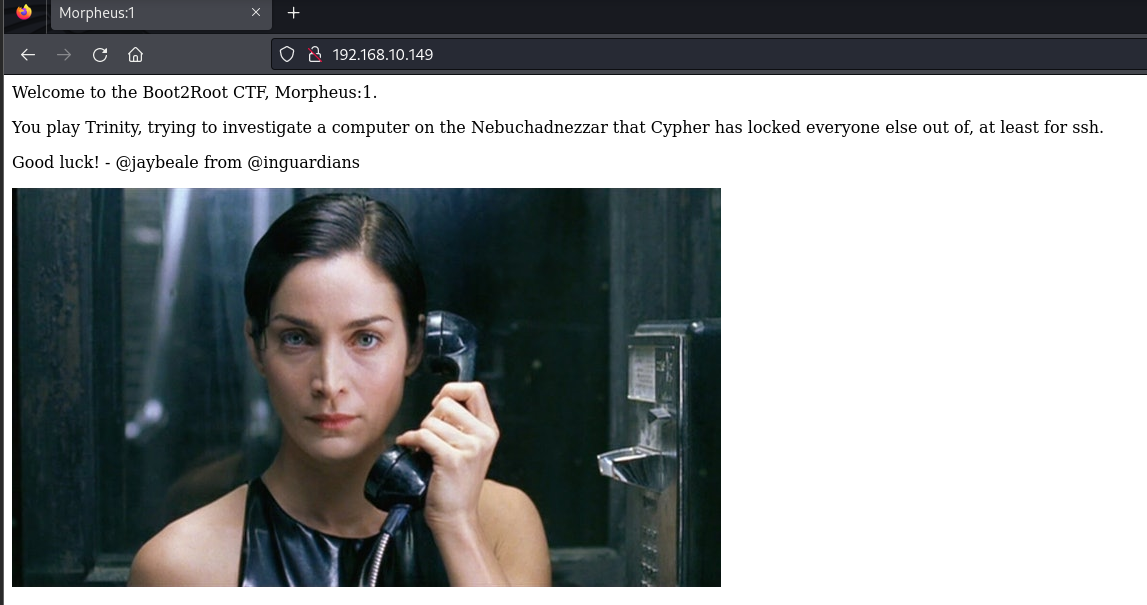 Morpheus:1
192.168.10.149
Welcome to the Boot2Root CTF, Morpheus:1.
You play Trinity, trying to investigate a computer on the Nebuchadnezzar that Cypher has locked everyone else out of, at least for ssh.
Good luck! - @jaybeale from @inguardians